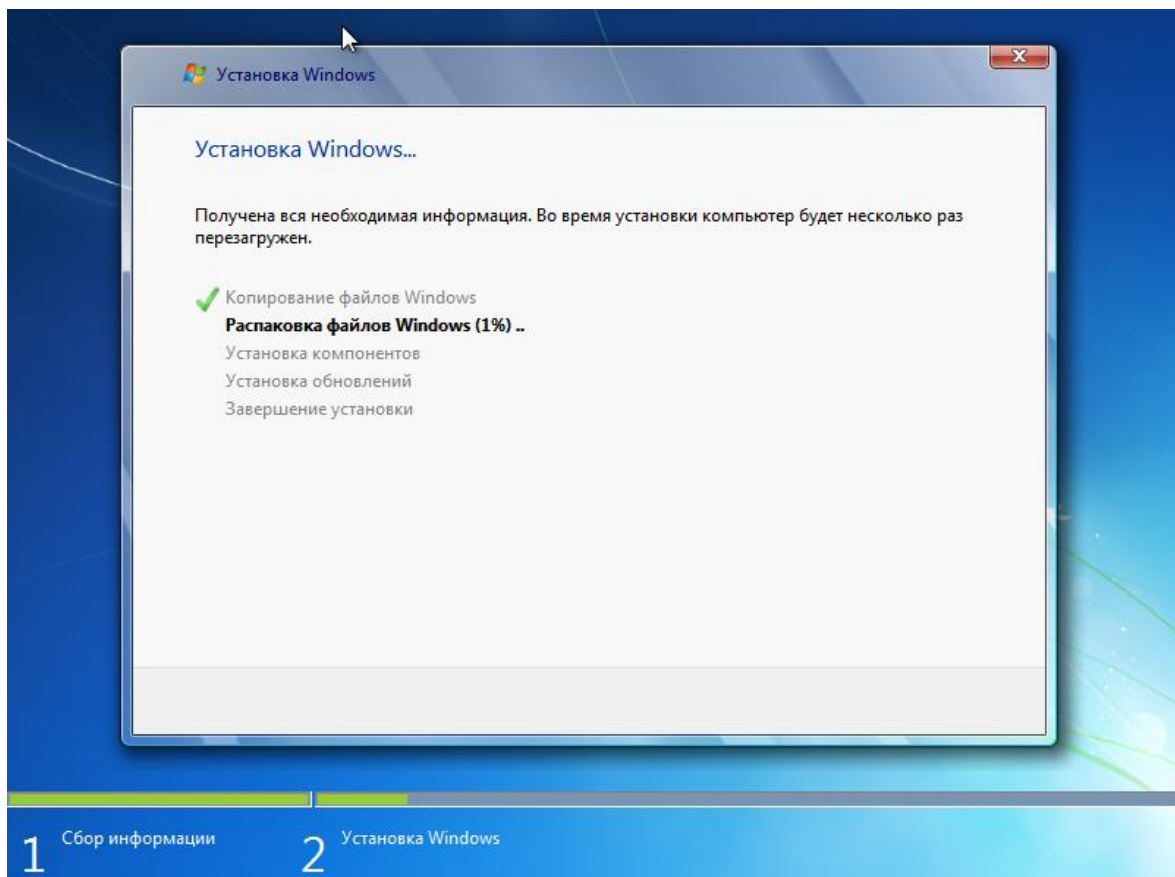 Установка Windows
Установка Windows...
Получена вся необходимая информация. Во время установки компьютер будет несколько раз
перезагружен.
Копирование файлов Windows
Распаковка файлов Windows (1%) ..
Установка компонентов
Установка обновлений
Завершение установки
1 Сбор информации
2 Установка Windows